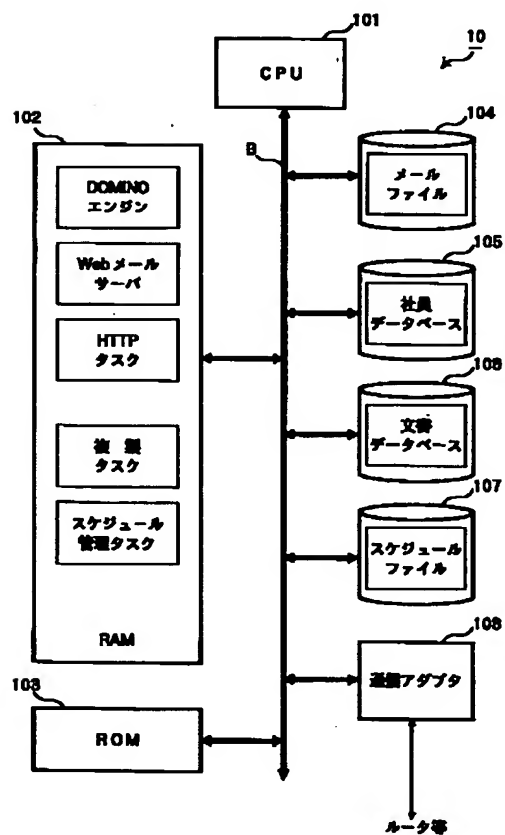 101
10
CPU
102
DOMINO
エンジン
Webメール
サーバ
HTTP
タスク
複製
タスク
スケジュール
管理タスク
RAM
103
ROM
B
104
メール
ファイル
105
社員
データベース
106
文書
データベース
107
スケジュール
ファイル
108
通信アダプタ
ルータ等